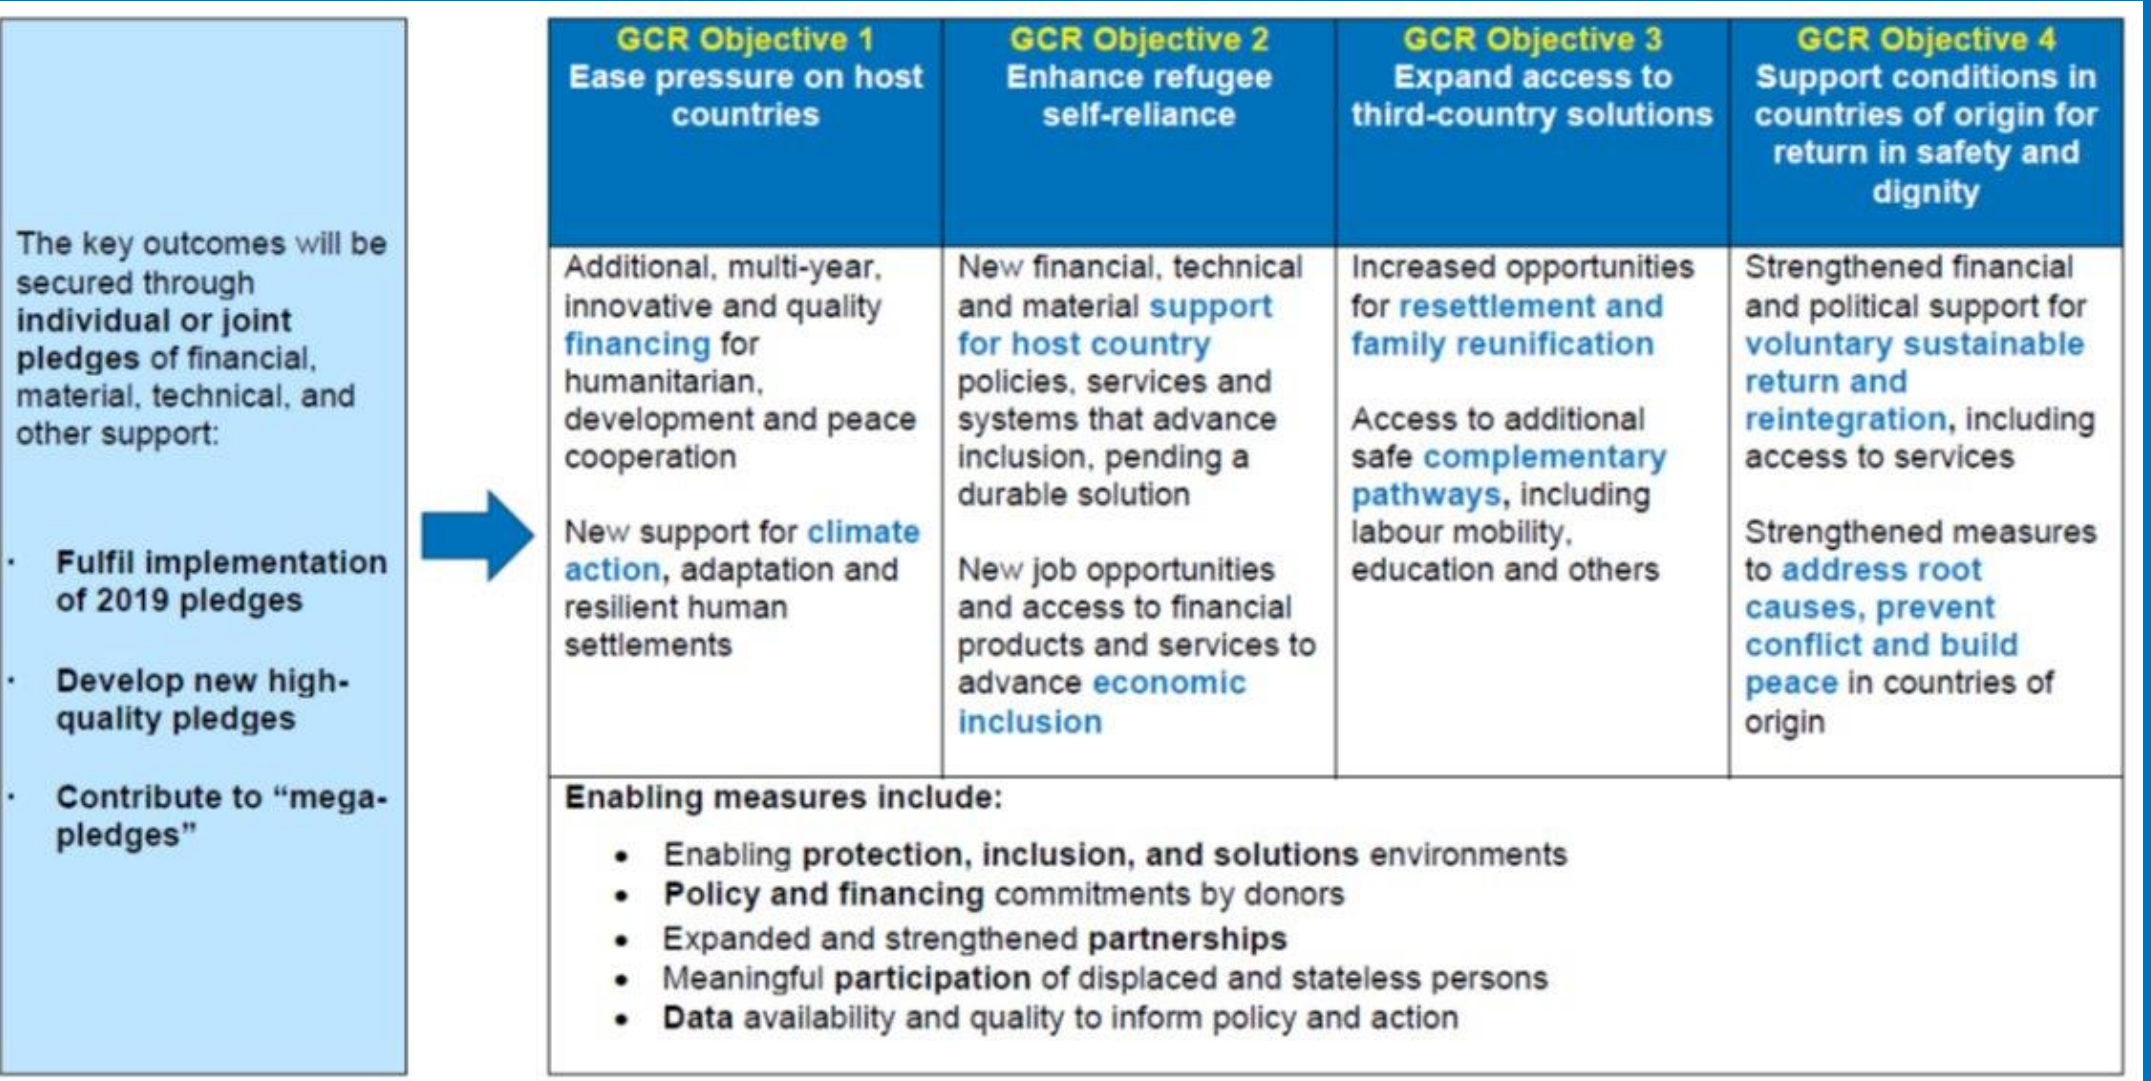 The key outcomes will be
secured through
individual or joint
pledges of financial,
material, technical, and
other support:
· Fulfil implementation
of 2019 pledges
· Develop new high-
quality pledges
· Contribute to “mega-
pledges”
GCR Objective 1
Ease pressure on host
countries
Additional, multi-year,
innovative and quality
financing for
humanitarian,
development and peace
cooperation
New support for climate
action, adaptation and
resilient human
settlements
GCR Objective 2
Enhance refugee
self-reliance
New financial, technical
and material support
for host country
policies, services and
systems that advance
inclusion, pending a
durable solution
New job opportunities
and access to financial
products and services to
advance economic
inclusion
GCR Objective 3
Expand access to
third-country solutions
Increased opportunities
for resettlement and
family reunification
Access to additional
safe complementary
pathways, including
labour mobility,
education and others
GCR Objective 4
Support conditions in
countries of origin for
return in safety and
dignity
Strengthened financial
and political support for
voluntary sustainable
return and
reintegration, including
access to services
Strengthened measures
to address root
causes, prevent
conflict and build
peace in countries of
origin
Enabling measures include:
• Enabling protection, inclusion, and solutions environments
• Policy and financing commitments by donors
• Expanded and strengthened partnerships
• Meaningful participation of displaced and stateless persons
• Data availability and quality to inform policy and action